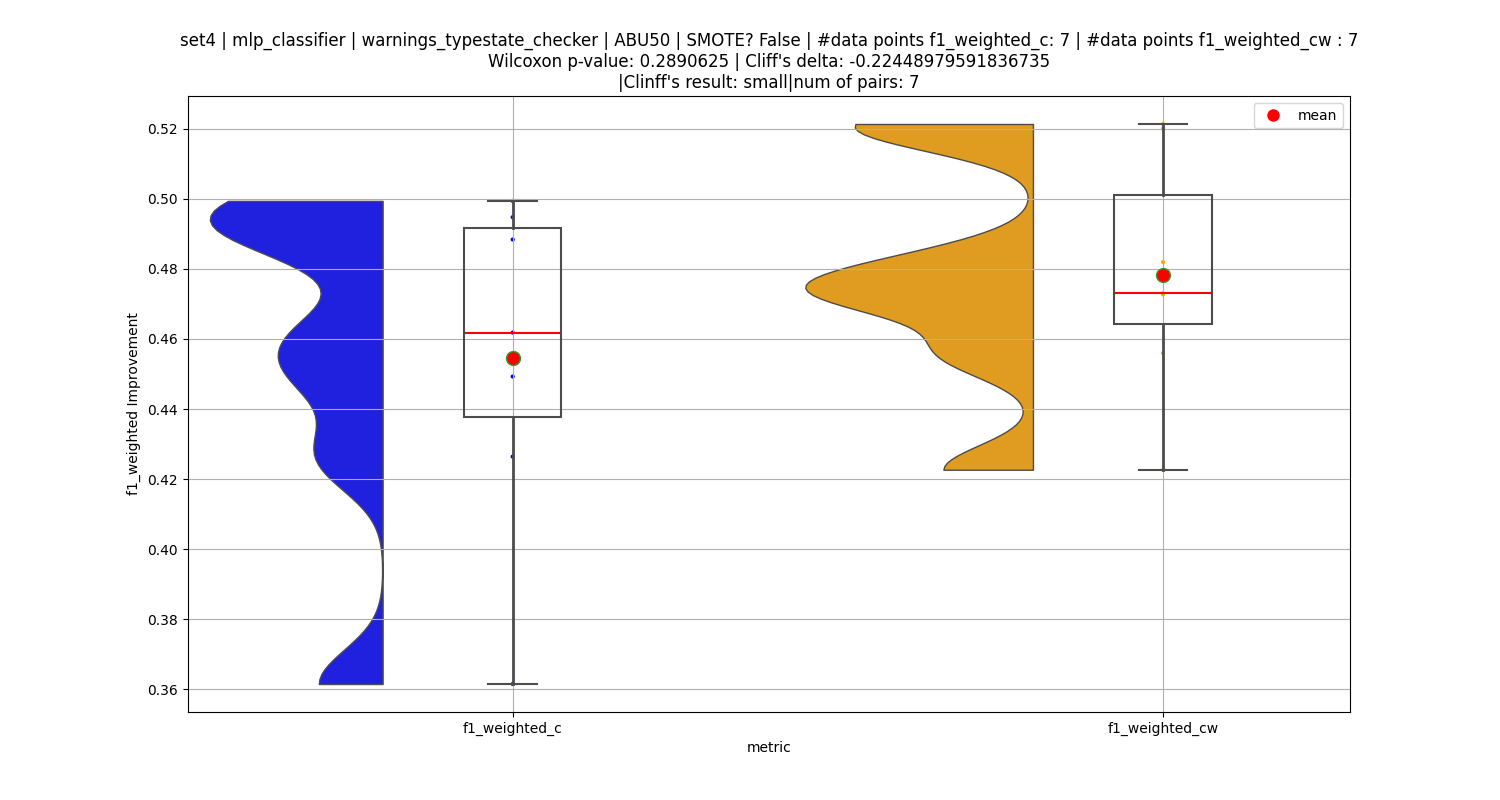 set4 | mlp_classifier | warnings_typestate_checker | ABU50 | SMOTE? False | #data points f1_weighted_c: 7 | #data points f1_weighted_cw : 7
Wilcoxon p-value: 0.2890625 | Cliff's delta: -0.22448979591836735
|Clinff's result: small|num of pairs: 7
mean
0.52
0.50
0.48
0.46
0.44
0.42
0.40
0.38
0.36
f1_weighted Improvement
f1_weighted_c
f1_weighted_cw
metric